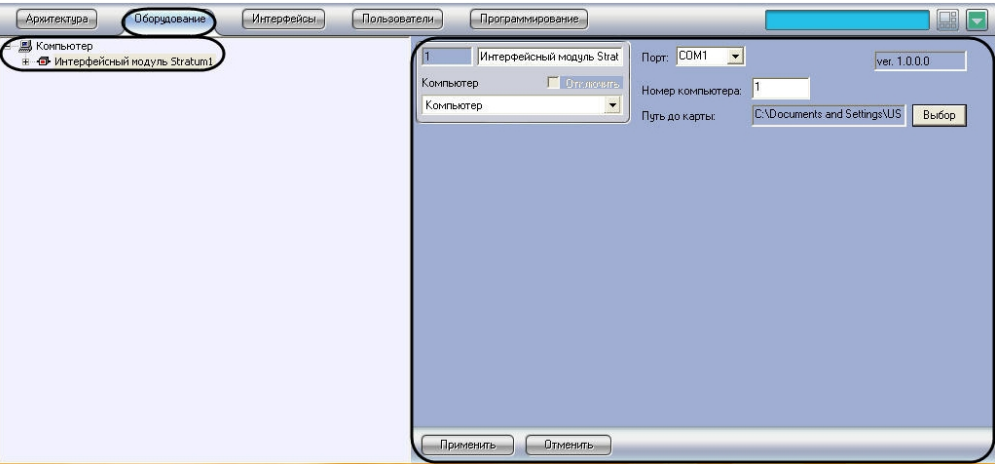 Архитектура Оборудование Интерфейсы Пользователи Программирование
Компьютер
Интерфейсный модуль Stratum1
1 Интерфейсный модуль Strat Порт: COM1 ver. 1.0.0.0
Компьютер Отключить Номер компьютера: 1
Компьютер Путь до карты: C:\Documents and Settings\US Выбор
Применить Отменить